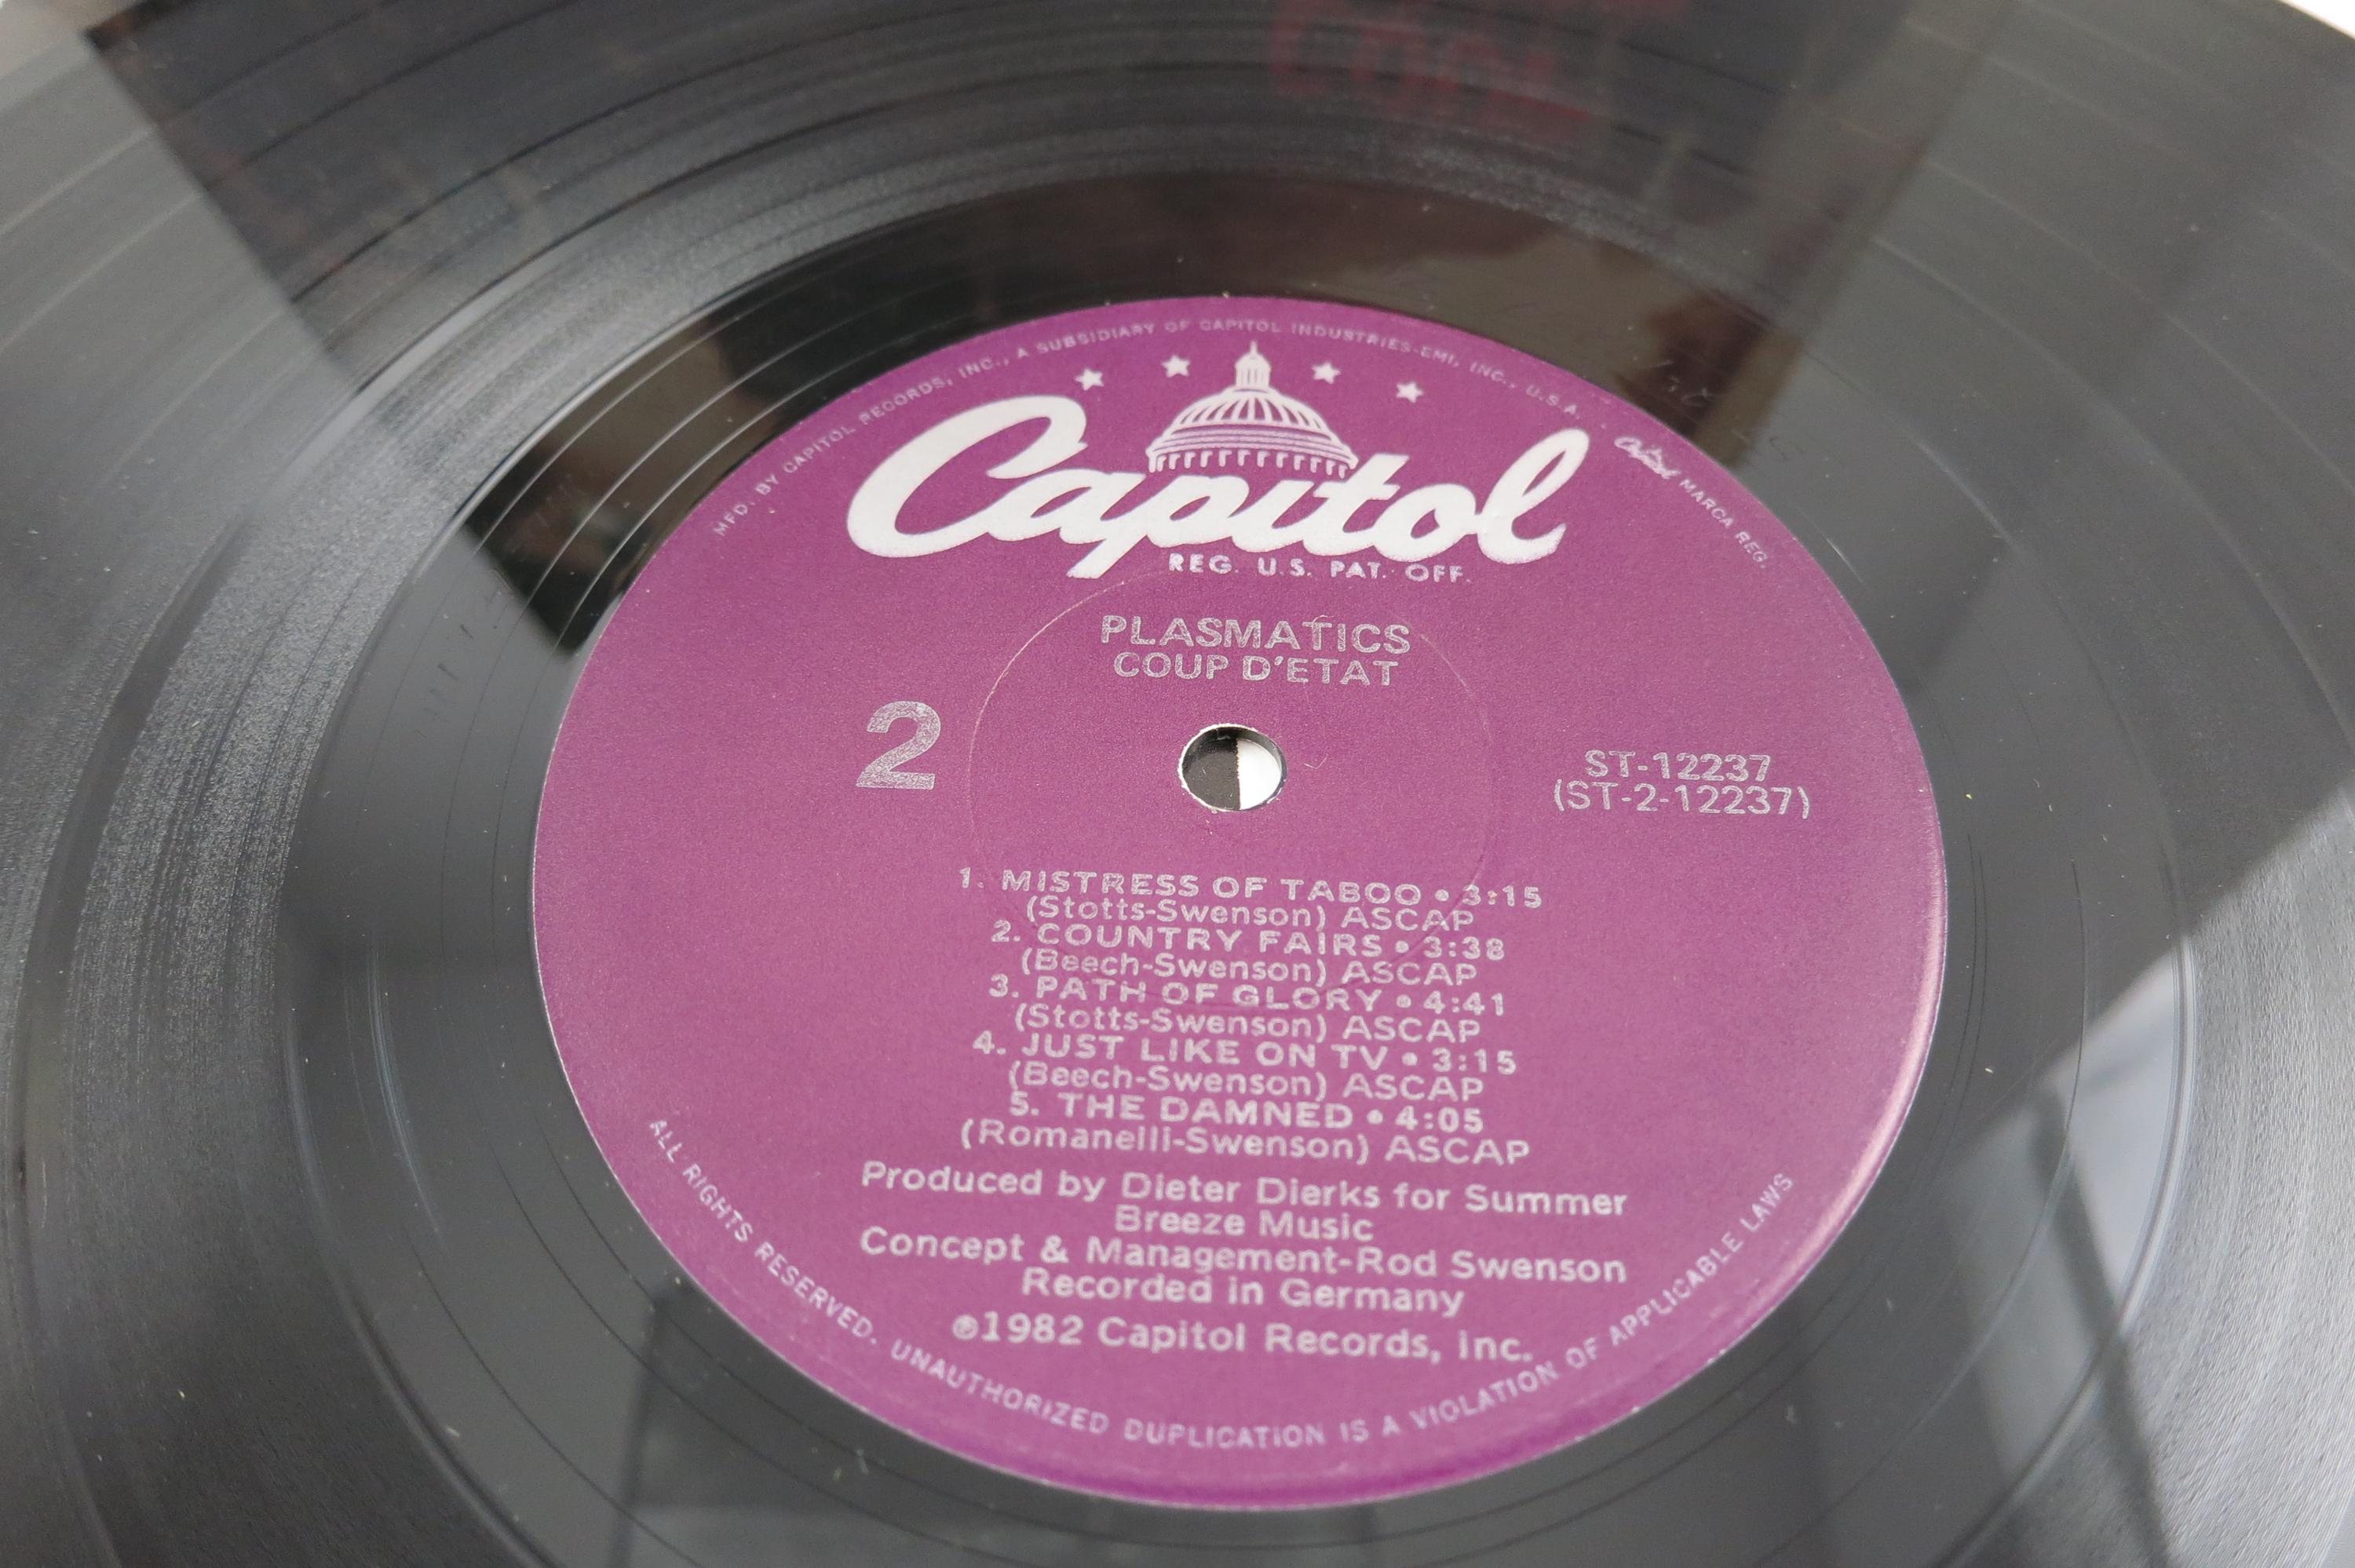 MFD. BY CAPITOL RECORDS, INC., A SUBSIDIARY OF CAPITOL INDUSTRIES-EMI, INC., U.S.A.
Capitol MARCA REG.
Capitol
REG. U.S. PAT. OFF.
PLASMATICS
COUP D'ETAT
2
ST-12237
(ST-2-12237)
1. MISTRESS OF TABOO • 3:15
(Stotts-Swenson) ASCAP
2. COUNTRY FAIRS • 3:38
(Beech-Swenson) ASCAP
3. PATH OF GLORY • 4:41
(Stotts-Swenson) ASCAP
4. JUST LIKE ON TV • 3:15
(Beech-Swenson) ASCAP
5. THE DAMNED • 4:05
(Romanelli-Swenson) ASCAP
Produced by Dieter Dierks for Summer
Breeze Music
Concept & Management-Rod Swenson
Recorded in Germany
℗1982 Capitol Records, Inc.
ALL RIGHTS RESERVED. UNAUTHORIZED DUPLICATION IS A VIOLATION OF APPLICABLE LAWS